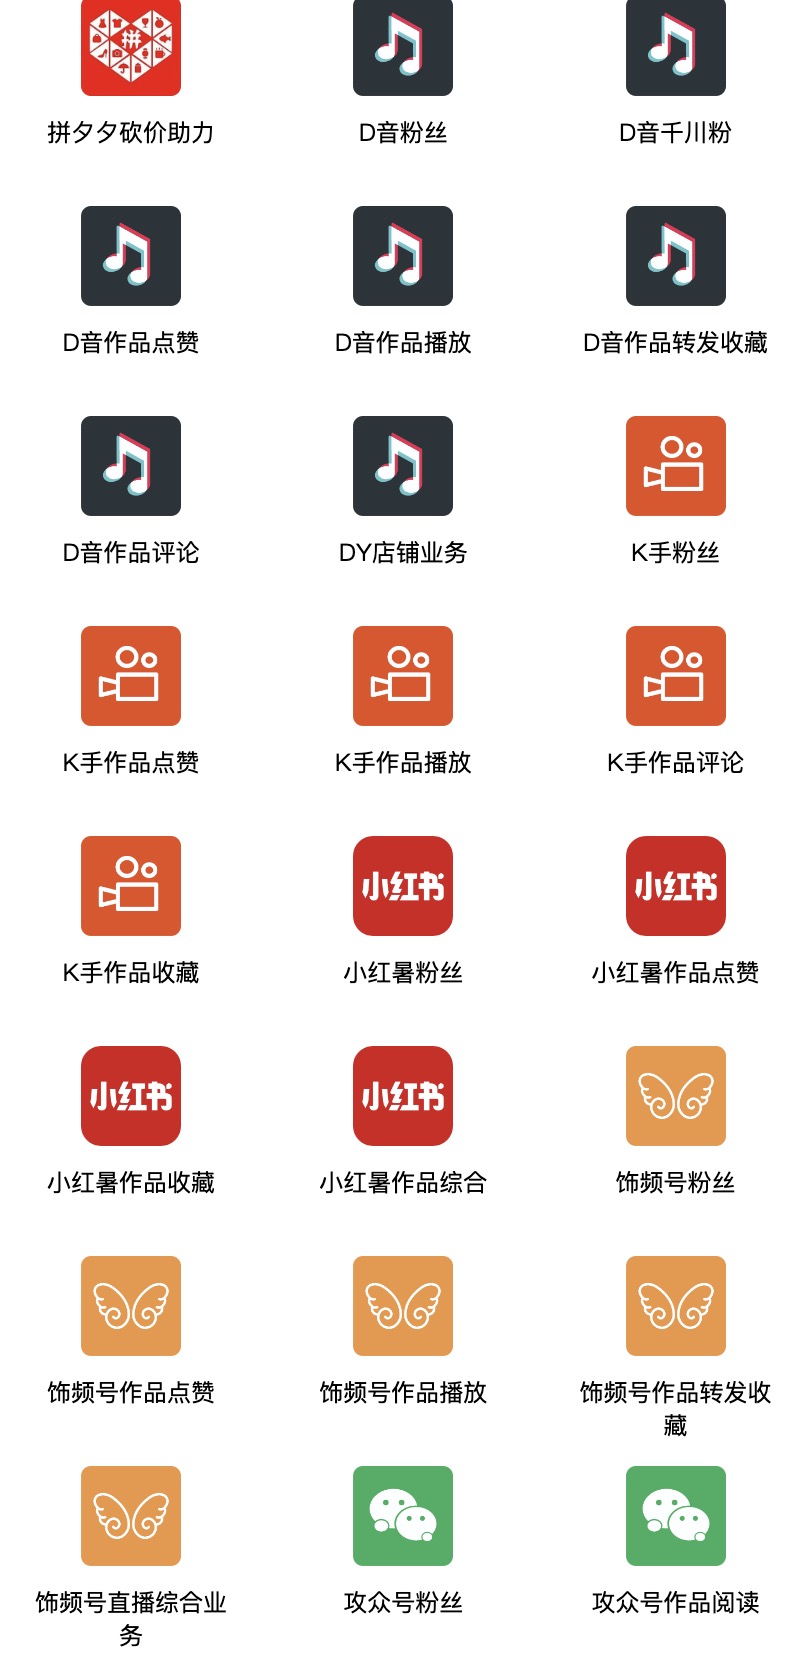 拼
拼夕夕砍价助力
D音粉丝
D音千川粉
D音作品点赞
D音作品播放
D音作品转发收藏
D音作品评论
DY店铺业务
K手粉丝
K手作品点赞
K手作品播放
K手作品评论
小红书
小红书
K手作品收藏
小红暑粉丝
小红暑作品点赞
小红书
小红书
小红暑作品收藏
小红暑作品综合
饰频号粉丝
饰频号作品点赞
饰频号作品播放
饰频号作品转发收
藏
饰频号直播综合业
务
攻众号粉丝
攻众号作品阅读